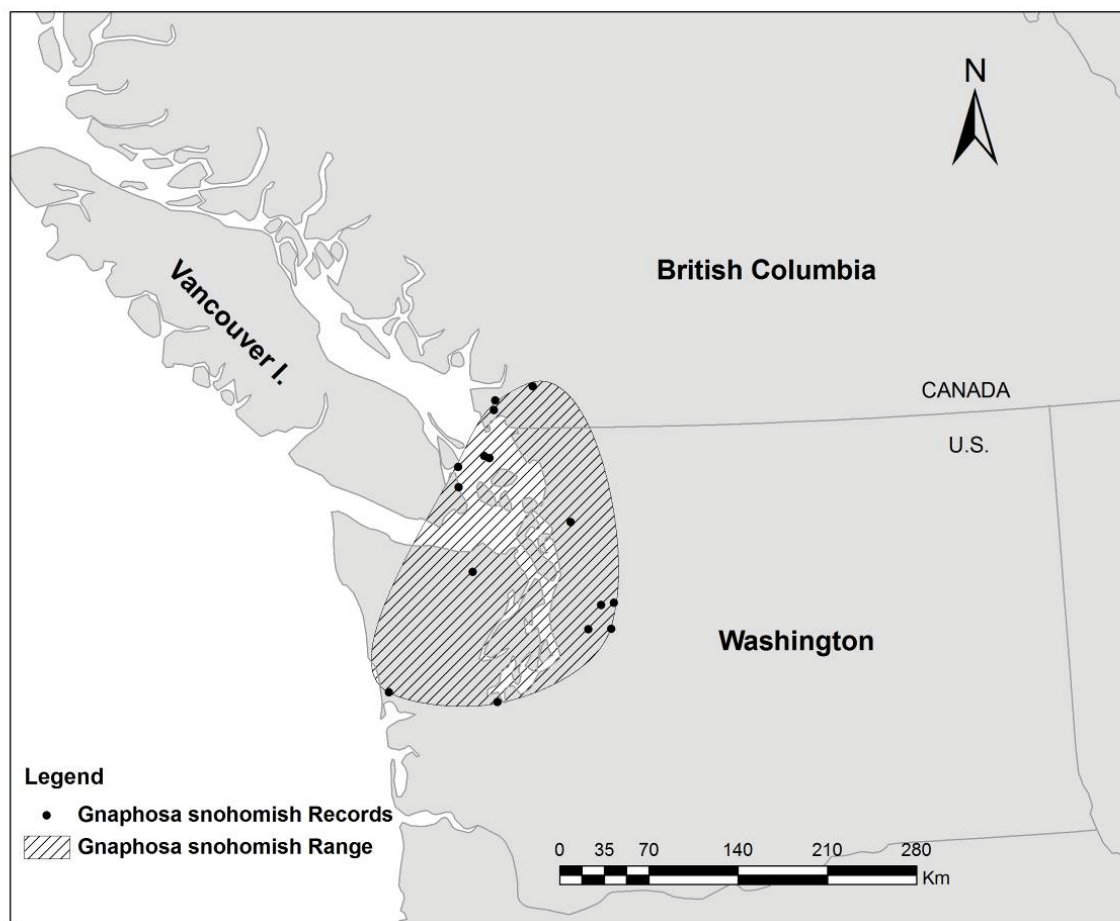 N
British Columbia
Vancouver I.
CANADA
U.S.
Washington
Legend
Gnaphosa snohomish Records
Gnaphosa snohomish Range
0 35 70 140 210 280
Km